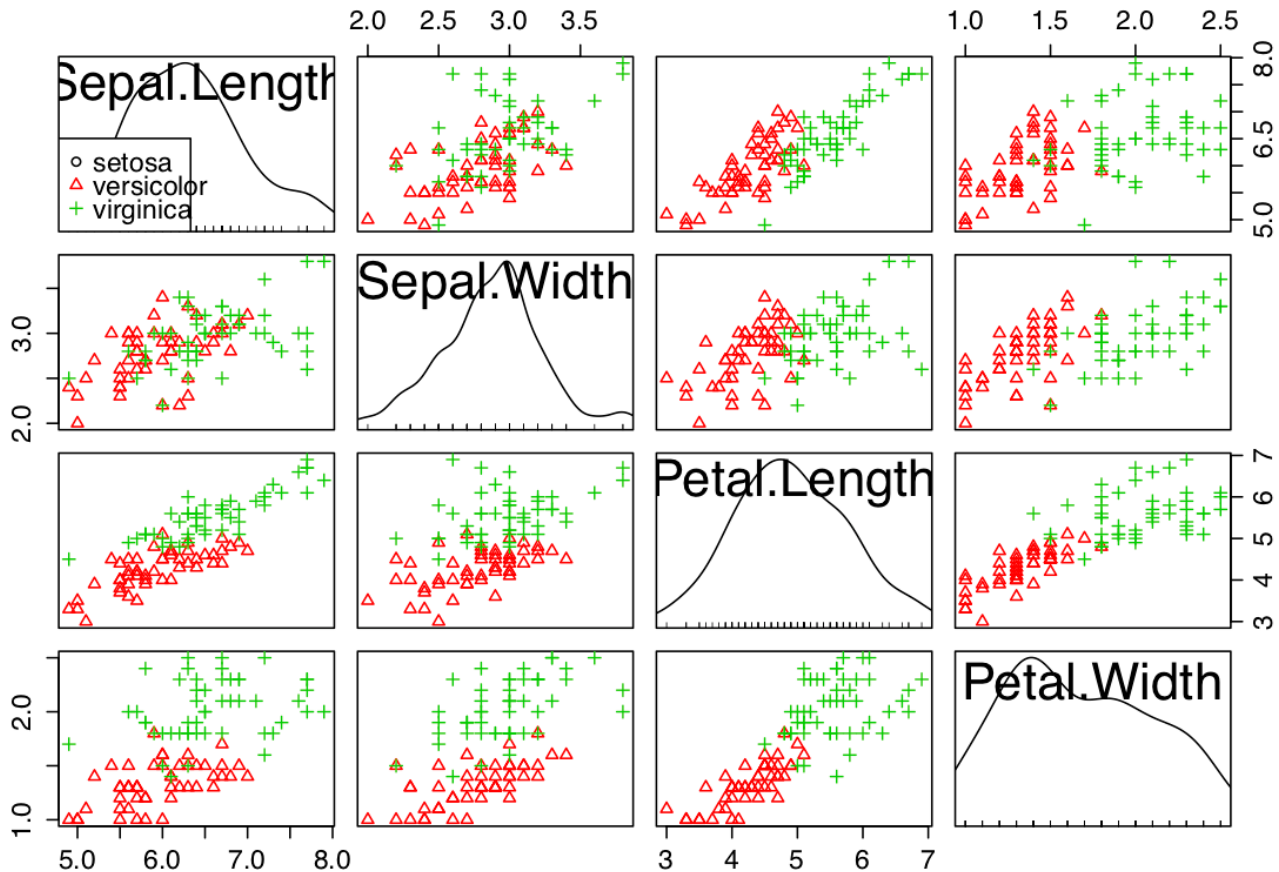 2.0 2.5 3.0 3.5 1.0 1.5 2.0 2.5
Sepal.Length
setosa
versicolor
virginica
5.0 6.5 8.0
Sepal.Width
2.0 3.0
Petal.Length
3 4 5 6 7
Petal.Width
1.0 2.0
5.0 6.0 7.0 8.0 3 4 5 6 7